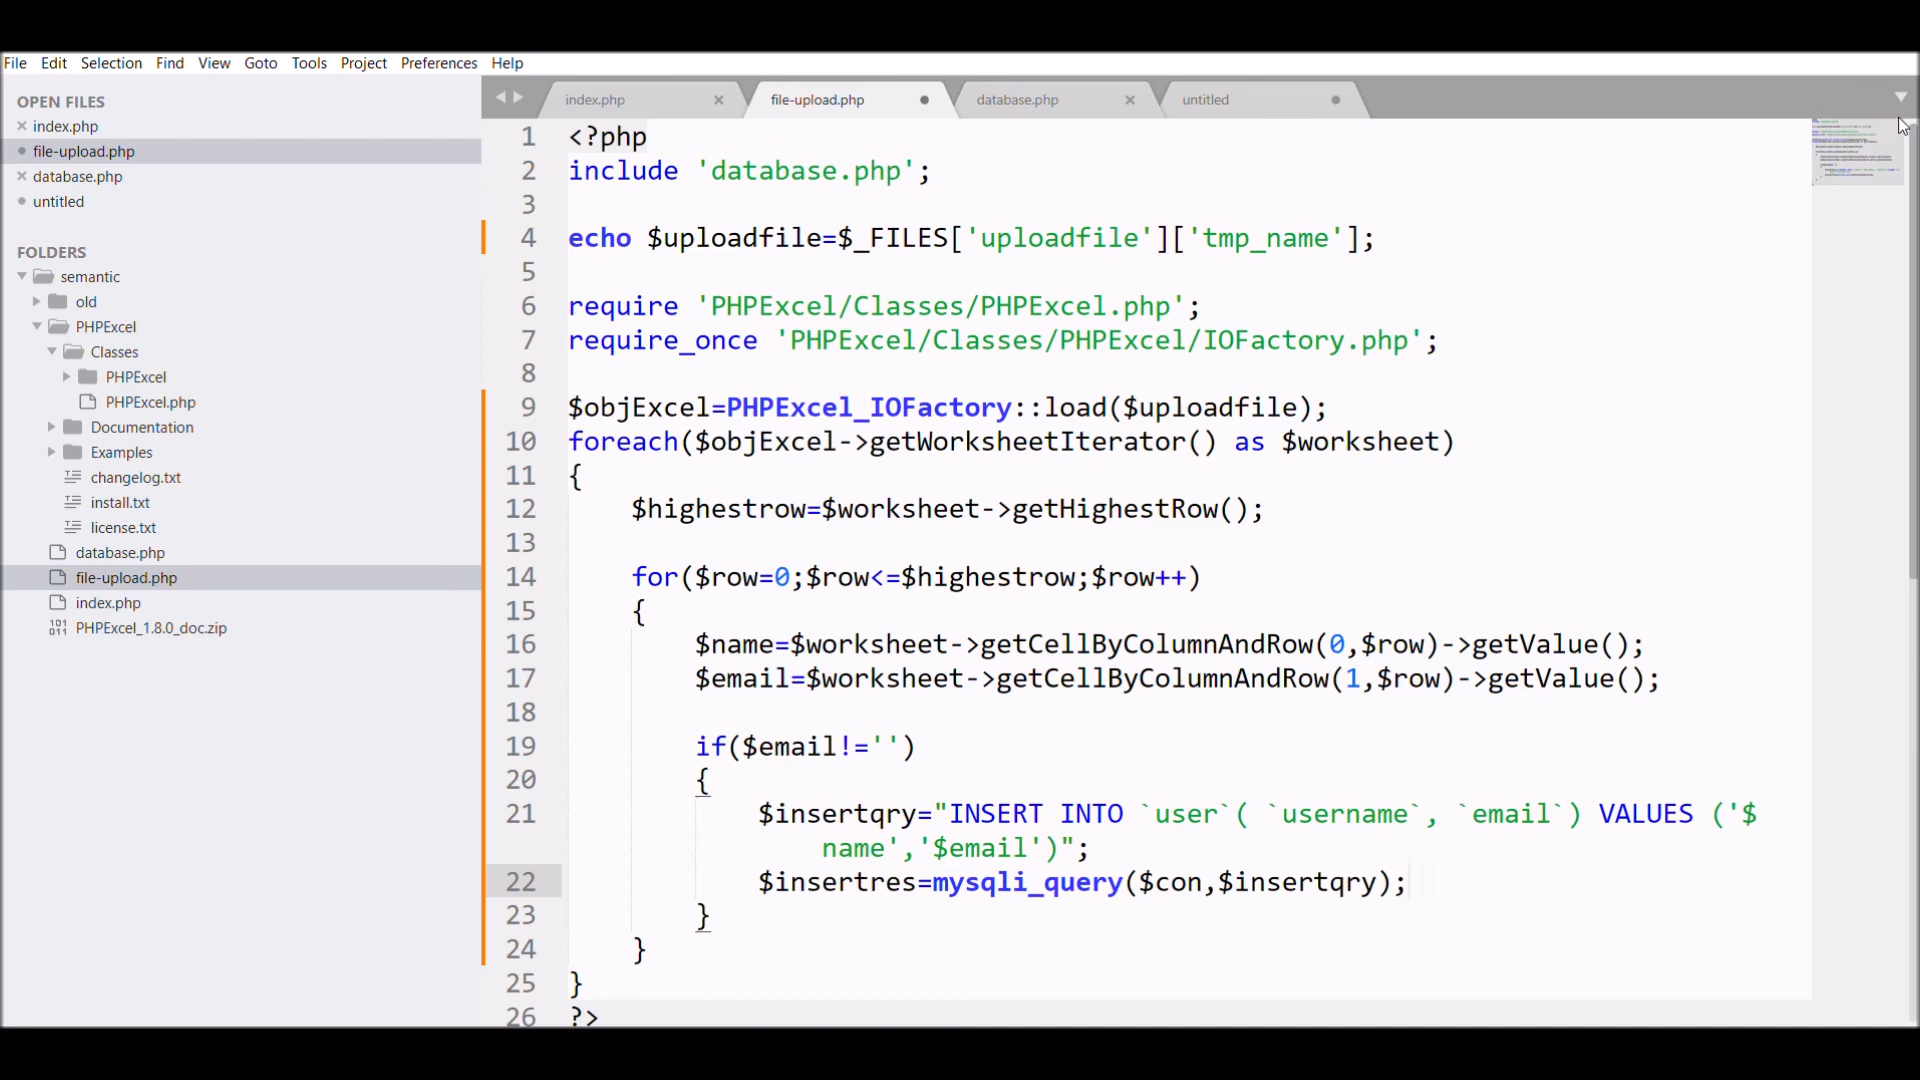 File Edit Selection Find View Goto Tools Project Preferences Help
OPEN FILES
index.php
file-upload.php
database.php
untitled
FOLDERS
semantic
old
PHPExcel
Classes
PHPExcel
PHPExcel.php
Documentation
Examples
changelog.txt
install.txt
license.txt
database.php
file-upload.php
index.php
PHPExcel_1.8.0_doc.zip
index.php file-upload.php database.php untitled
1 <?php
2 include 'database.php';
3
4 echo $uploadfile=$_FILES['uploadfile']['tmp_name'];
5
6 require 'PHPExcel/Classes/PHPExcel.php';
7 require_once 'PHPExcel/Classes/PHPExcel/IOFactory.php';
8
9 $objExcel=PHPExcel_IOFactory::load($uploadfile);
10 foreach($objExcel->getWorksheetIterator() as $worksheet)
11 {
12 $highestrow=$worksheet->getHighestRow();
13
14 for($row=0;$row<=$highestrow;$row++)
15 {
16 $name=$worksheet->getCellByColumnAndRow(0,$row)->getValue();
17 $email=$worksheet->getCellByColumnAndRow(1,$row)->getValue();
18
19 if($email!='')
20 {
21 $insertqry="INSERT INTO `user`( `username`, `email`) VALUES ('$
name','$email')";
22 $insertres=mysqli_query($con,$insertqry);
23 }
24 }
25 }
26 ?>